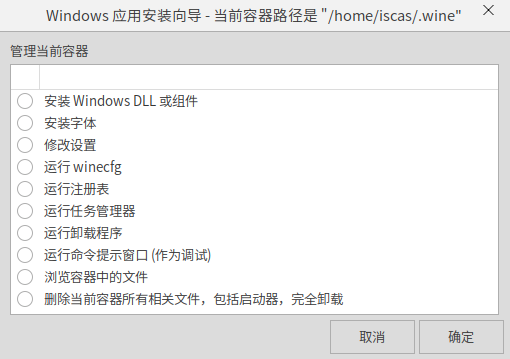 Windows 应用安装向导 - 当前容器路径是 "/home/iscas/.wine"
管理当前容器
安装 Windows DLL 或组件
安装字体
修改设置
运行 winecfg
运行注册表
运行任务管理器
运行卸载程序
运行命令提示窗口 (作为调试)
浏览容器中的文件
删除当前容器所有相关文件，包括启动器，完全卸载
取消
确定